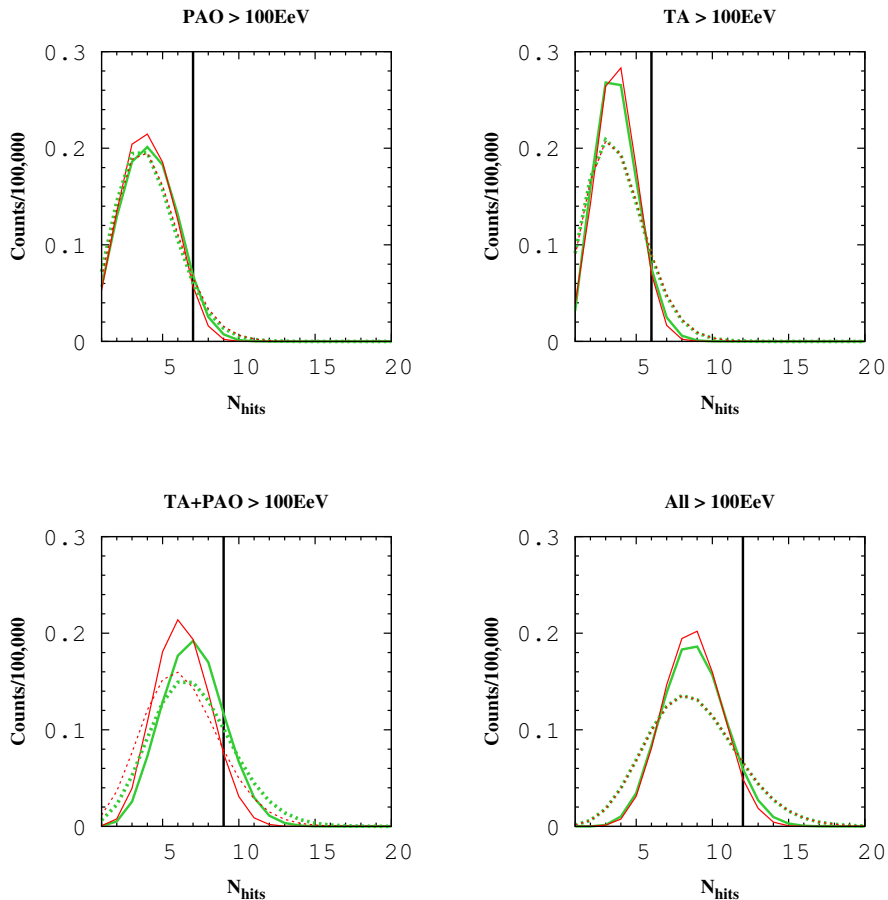 PAO > 100EeV
TA > 100EeV
0.3
0.2
0.1
0
Counts/100,000
5 10 15 20
N_hits
0.3
0.2
0.1
0
Counts/100,000
5 10 15 20
N_hits
TA+PAO > 100EeV
All > 100EeV
0.3
0.2
0.1
0
Counts/100,000
5 10 15 20
N_hits
0.3
0.2
0.1
0
Counts/100,000
5 10 15 20
N_hits